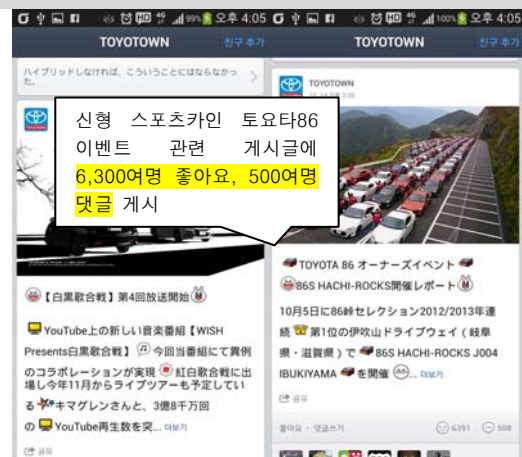 99% 오후 4:05
TOYOTOWN 친구 추가
ハイブリッドしなければ、こういうことにはならなかっ
た。
【白黒歌合戦】第4回放送開始
YouTube上の新しい音楽番組【WISH
Presents白黒歌合戦】 今回当番組にて異例
のコラボレーションが実現 紅白歌合戦に出
場し今年11月からライブツアーも予定してい
る キマグレンさんと、3億8千万回
の YouTube再生数を突... 더보기
공유
신형 스포츠카인 토요타86
이벤트 관련 게시글에
6,300여명 좋아요, 500여명
댓글 게시
100% 오후 4:05
TOYOTOWN 친구 추가
TOYOTOWN
TOYOTA 86 オーナーズイベント
86S HACHI-ROCKS開催レポート
10月5日に86峠セレクション2012/2013年連
続 第1位の伊吹山ドライブウェイ（岐阜
県・滋賀県）で 86S HACHI-ROCKS J004
IBUKIYAMA を開催 ... 더보기
공유
좋아요 · 댓글쓰기 6391 508